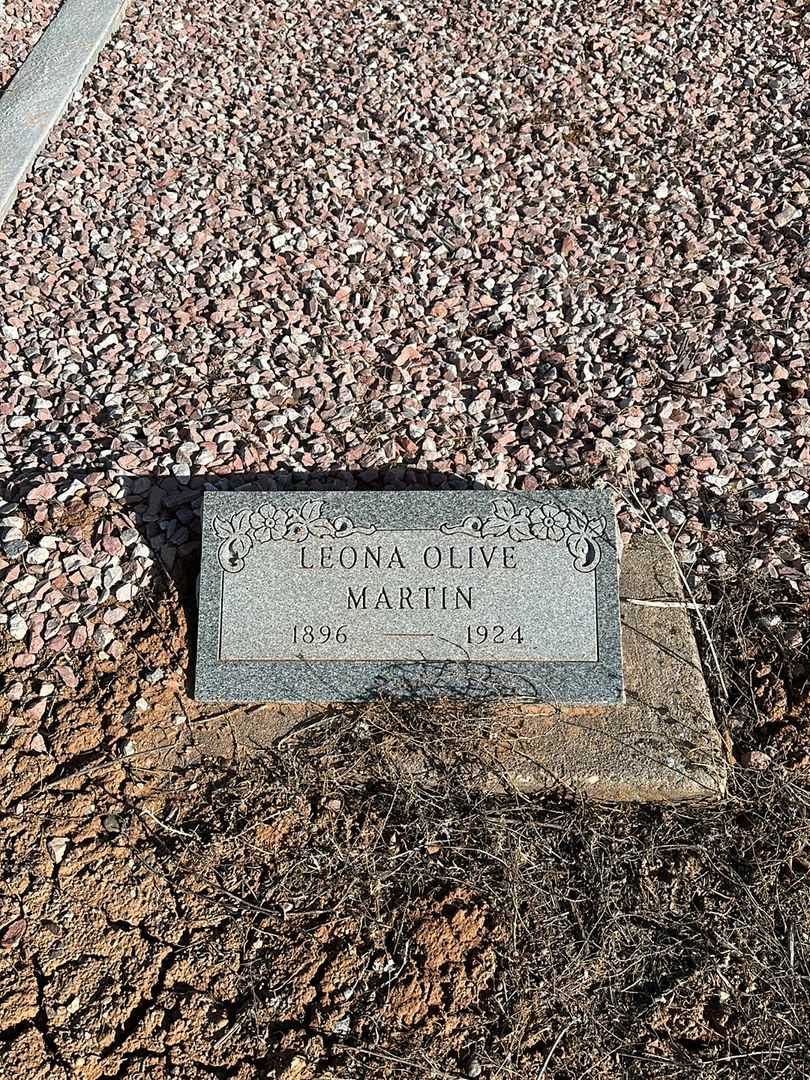 LEONA OLIVE
MARTIN
1896 — 1924